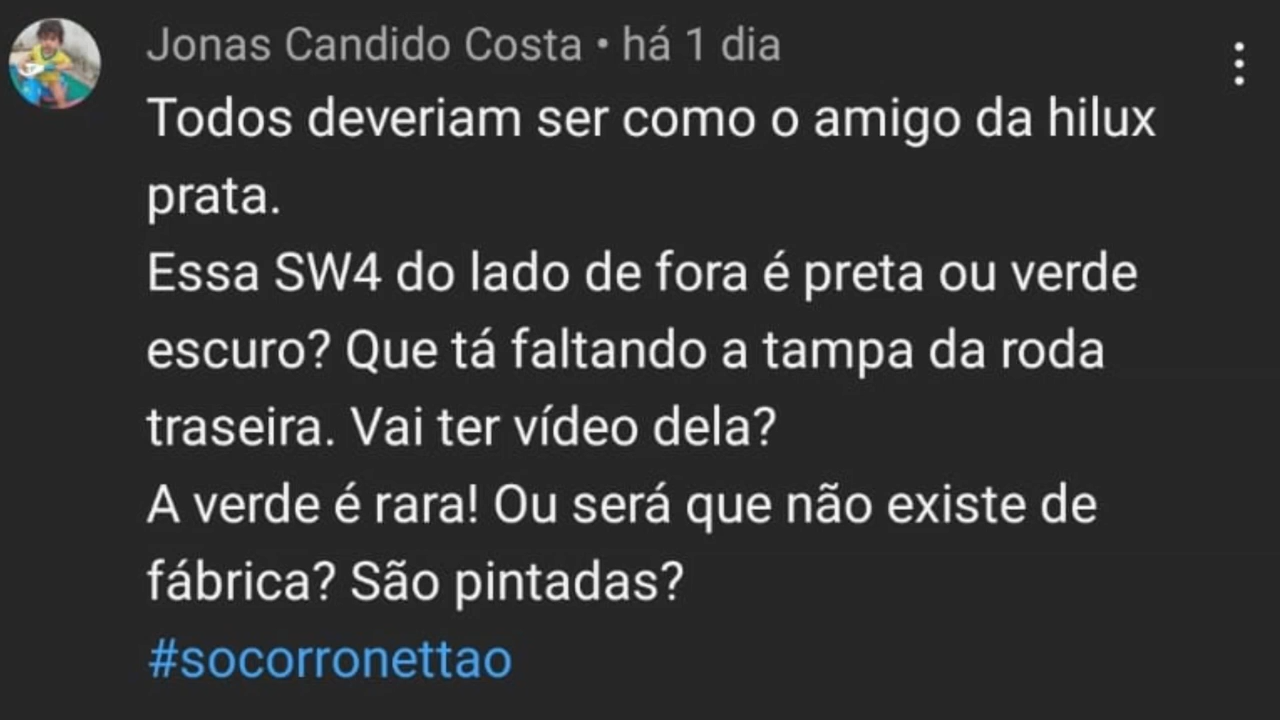 Jonas Candido Costa • há 1 dia
Todos deveriam ser como o amigo da hilux
prata.
Essa SW4 do lado de fora é preta ou verde
escuro? Que tá faltando a tampa da roda
traseira. Vai ter vídeo dela?
A verde é rara! Ou será que não existe de
fábrica? São pintadas?
#socorronettao